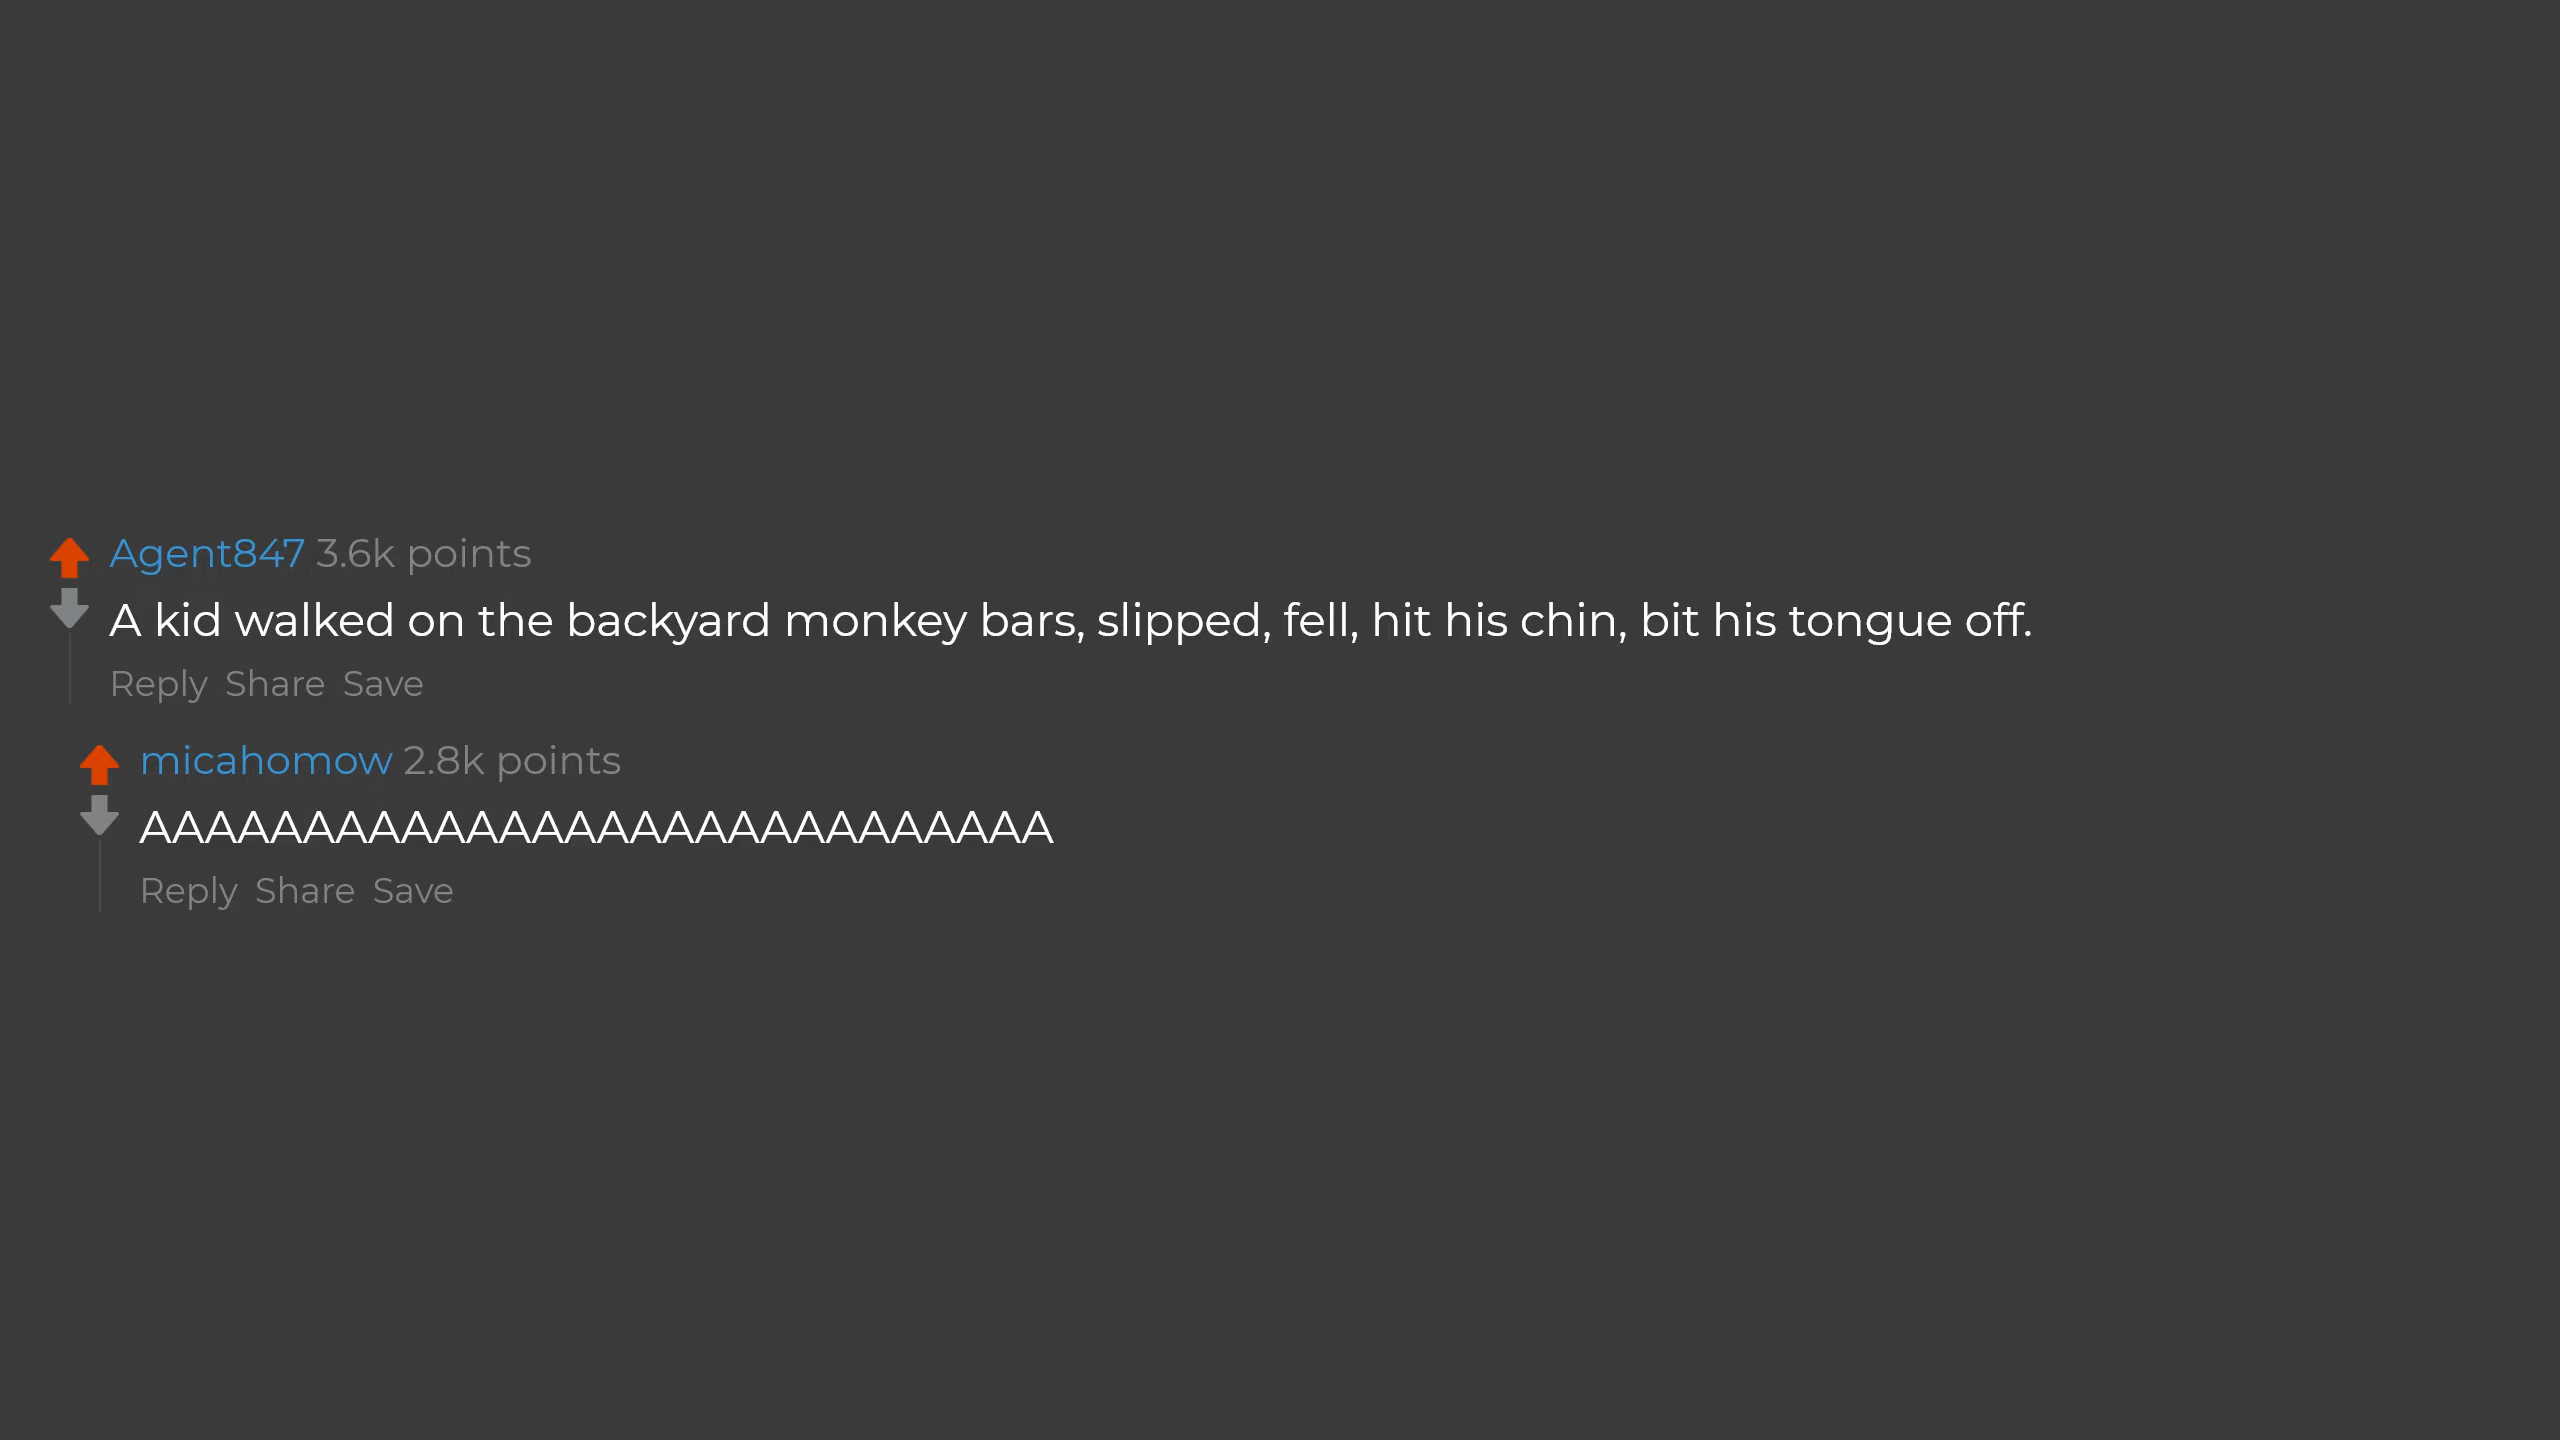 Agent847 3.6k points
A kid walked on the backyard monkey bars, slipped, fell, hit his chin, bit his tongue off.
Reply Share Save
micahomow 2.8k points
AAAAAAAAAAAAAAAAAAAAAAAAAAAA
Reply Share Save